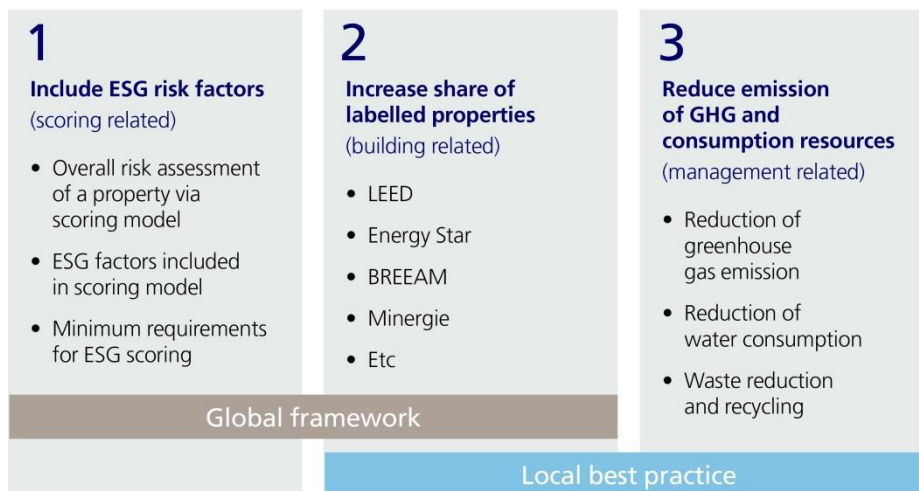 1
Include ESG risk factors
(scoring related)
• Overall risk assessment
of a property via
scoring model
• ESG factors included
in scoring model
• Minimum requirements
for ESG scoring
2
Increase share of
labelled properties
(building related)
• LEED
• Energy Star
• BREEAM
• Minergie
• Etc
3
Reduce emission
of GHG and
consumption resources
(management related)
• Reduction of
greenhouse
gas emission
• Reduction of
water consumption
• Waste reduction
and recycling
Global framework
Local best practice